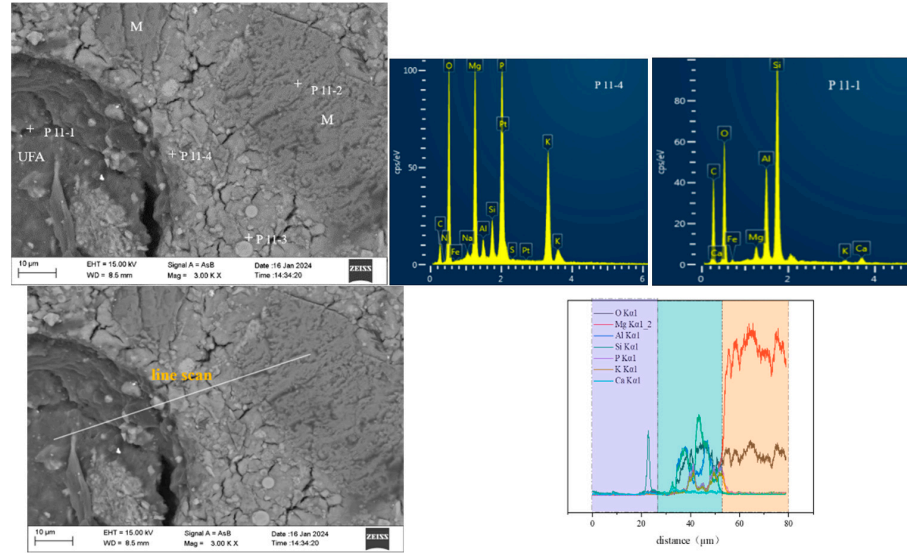 M
P 11-2
M
P 11-1
UFA
P 11-4
P 11-3
10 μm
EHT = 15.00 kV
WD = 8.5 mm
Signal A = AsB
Mag = 3.00 K X
Date :16 Jan 2024
Time :14:34:20
ZEISS
P 11-4
cps/eV
100
50
0
O
Mg
P
Pt
K
C
N
Fe
Na
Al
Si
S
Pt
K
0
2
4
6
P 11-1
cps/eV
80
60
40
20
0
Si
O
C
Al
Ca
Fe
Mg
K
Ca
0
2
4
line scan
10 μm
EHT = 15.00 kV
WD = 8.5 mm
Signal A = AsB
Mag = 3.00 K X
Date :16 Jan 2024
Time :14:34:20
ZEISS
O Kα1
Mg Kα1_2
Al Kα1
Si Kα1
P Kα1
K Kα1
Ca Kα1
0
20
40
60
80
distance（μm）